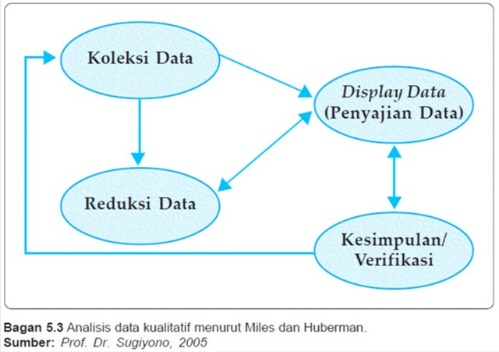 Koleksi Data
Display Data
(Penyajian Data)
Reduksi Data
Kesimpulan/
Verifikasi
Bagan 5.3 Analisis data kualitatif menurut Miles dan Huberman.
Sumber: Prof. Dr. Sugiyono, 2005